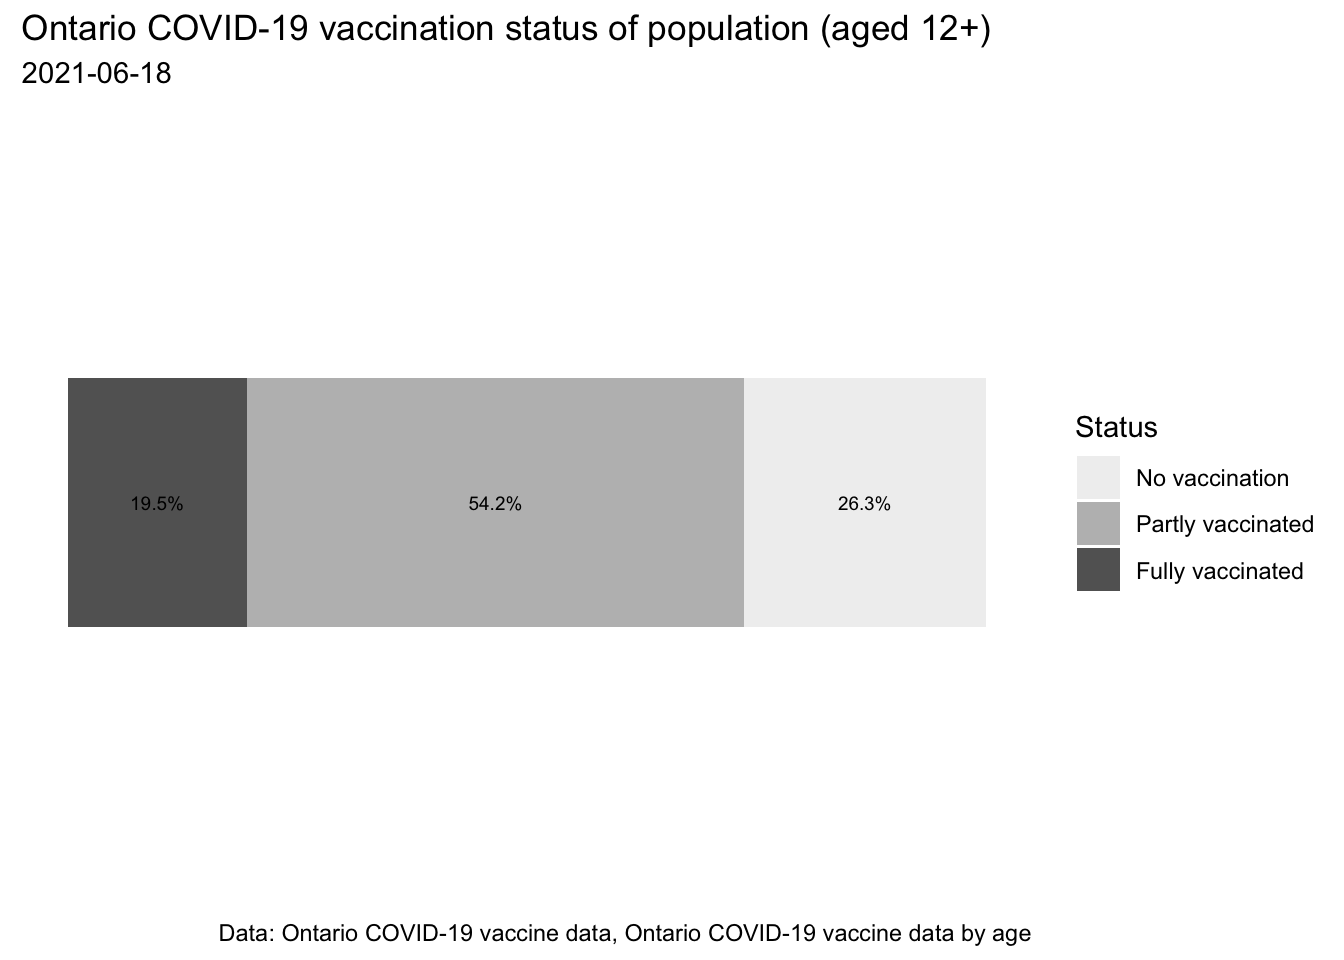 Ontario COVID-19 vaccination status of population (aged 12+)
2021-06-18
19.5%
54.2%
26.3%
Status
No vaccination
Partly vaccinated
Fully vaccinated
Data: Ontario COVID-19 vaccine data, Ontario COVID-19 vaccine data by age